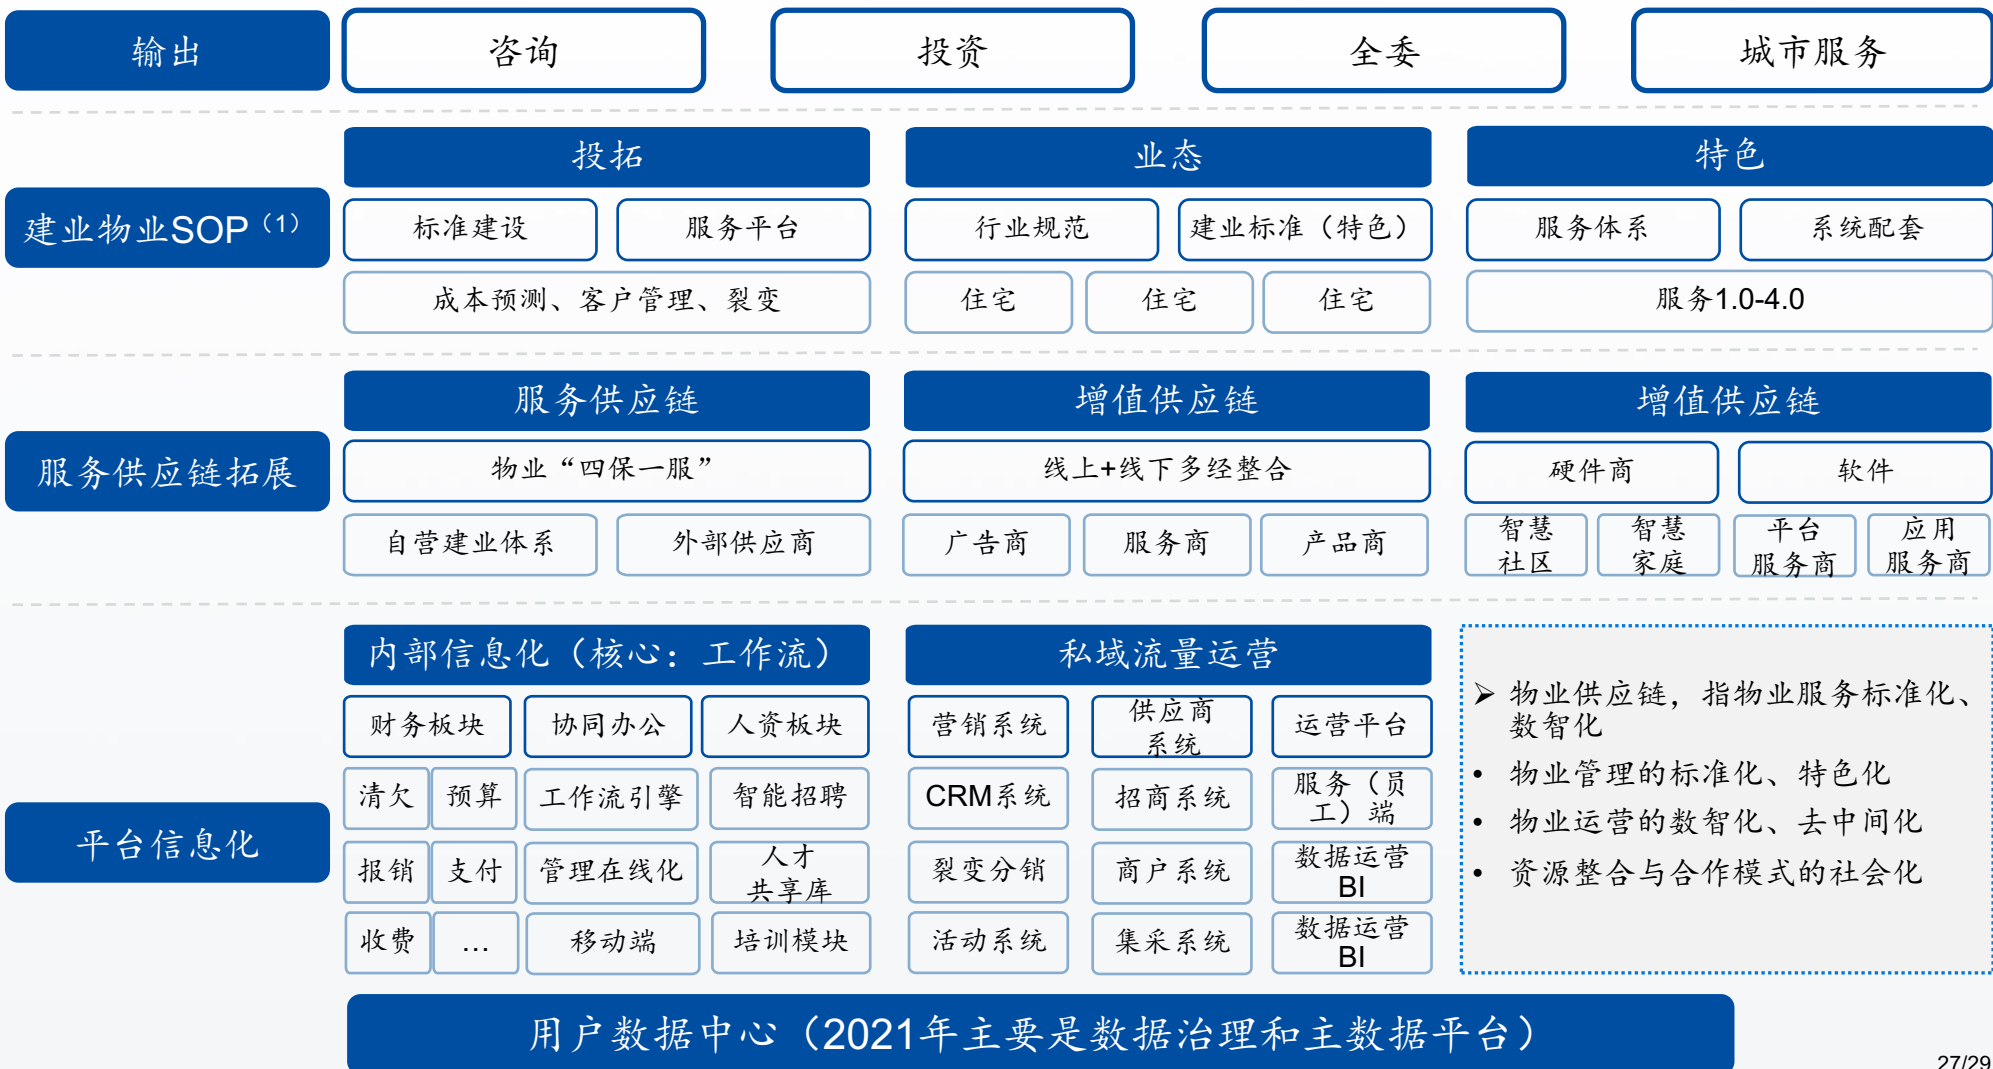 输出
咨询
投资
全委
城市服务
建业物业SOP（1）
投拓
业态
特色
标准建设
服务平台
行业规范
建业标准（特色）
服务体系
系统配套
成本预测、客户管理、裂变
住宅
住宅
住宅
服务1.0-4.0
服务供应链拓展
服务供应链
增值供应链
增值供应链
物业“四保一服”
线上+线下多经整合
硬件商
软件
自营建业体系
外部供应商
广告商
服务商
产品商
智慧
社区
智慧
家庭
平台
服务商
应用
服务商
平台信息化
内部信息化（核心：工作流）
财务板块
协同办公
人资板块
清欠
预算
工作流引擎
智能招聘
报销
支付
管理在线化
人才
共享库
收费
…
移动端
培训模块
私域流量运营
营销系统
供应商
系统
运营平台
CRM系统
招商系统
服务（员
工）端
裂变分销
商户系统
数据运营
BI
活动系统
集采系统
数据运营
BI
➢ 物业供应链，指物业服务标准化、
数智化
• 物业管理的标准化、特色化
• 物业运营的数智化、去中间化
• 资源整合与合作模式的社会化
用户数据中心（2021年主要是数据治理和主数据平台）
27/29